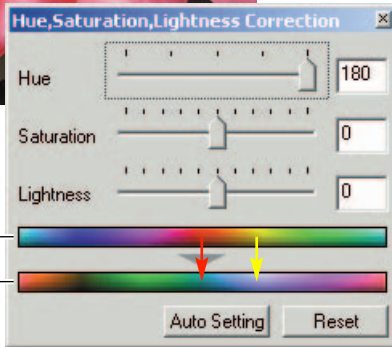 Hue,Saturation,Lightness Correction
Hue 180
Saturation 0
Lightness 0
Auto Setting Reset